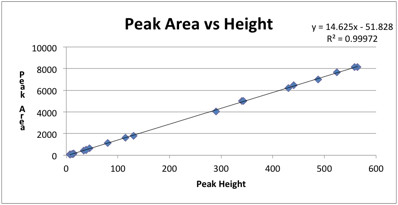 Peak Area vs Height
y = 14.625x - 51.828
R² = 0.99972
10000
8000
6000
4000
2000
0
Peak Area
0 100 200 300 400 500 600
Peak Height